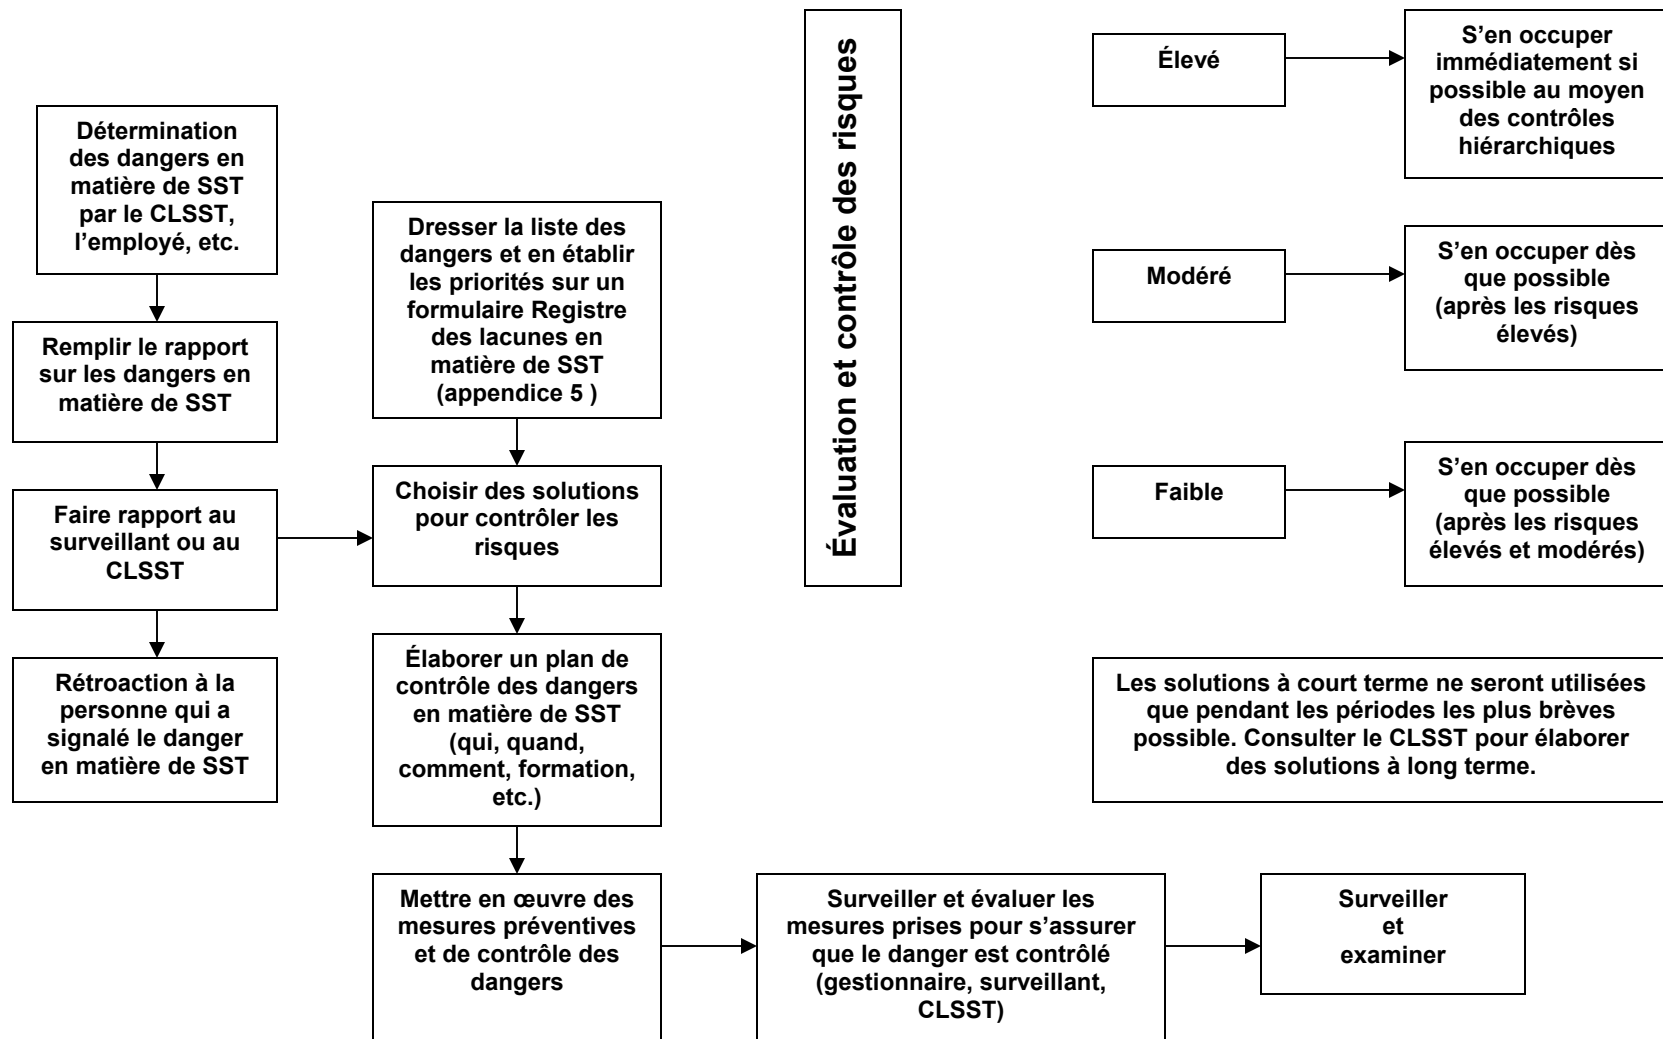 Détermination
des dangers en
matière de SST
par le CLSST,
l’employé, etc.
Remplir le rapport
sur les dangers en
matière de SST
Faire rapport au
surveillant ou au
CLSST
Rétroaction à la
personne qui a
signalé le danger
en matière de SST
Dresser la liste des
dangers et en établir
les priorités sur un
formulaire Registre
des lacunes en
matière de SST
(appendice 5 )
Choisir des solutions
pour contrôler les
risques
Élaborer un plan de
contrôle des dangers
en matière de SST
(qui, quand,
comment, formation,
etc.)
Mettre en œuvre des
mesures préventives
et de contrôle des
dangers
Surveiller et évaluer les
mesures prises pour s’assurer
que le danger est contrôlé
(gestionnaire, surveillant,
CLSST)
Surveiller
et
examiner
Évaluation et contrôle des risques
Élevé
S’en occuper
immédiatement si
possible au moyen
des contrôles
hiérarchiques
Modéré
S’en occuper dès
que possible
(après les risques
élevés)
Faible
S’en occuper dès
que possible
(après les risques
élevés et modérés)
Les solutions à court terme ne seront utilisées
que pendant les périodes les plus brèves
possible. Consulter le CLSST pour élaborer
des solutions à long terme.